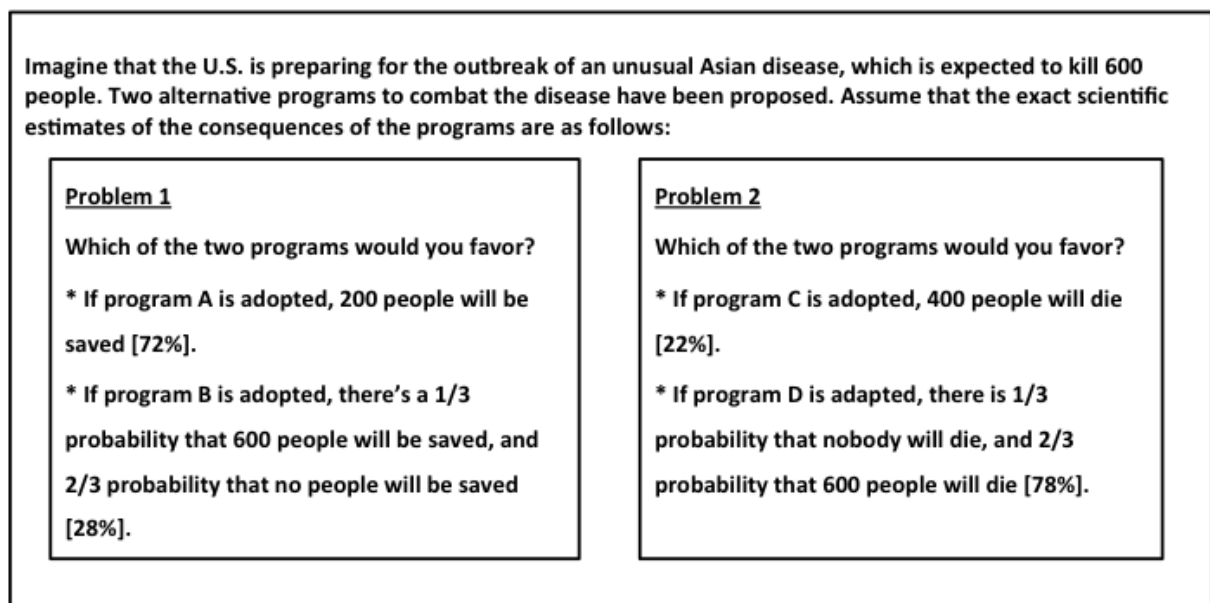 Imagine that the U.S. is preparing for the outbreak of an unusual Asian disease, which is expected to kill 600
people. Two alternative programs to combat the disease have been proposed. Assume that the exact scientific
estimates of the consequences of the programs are as follows:
Problem 1
Which of the two programs would you favor?
* If program A is adopted, 200 people will be
saved [72%].
* If program B is adopted, there’s a 1/3
probability that 600 people will be saved, and
2/3 probability that no people will be saved
[28%].
Problem 2
Which of the two programs would you favor?
* If program C is adopted, 400 people will die
[22%].
* If program D is adapted, there is 1/3
probability that nobody will die, and 2/3
probability that 600 people will die [78%].